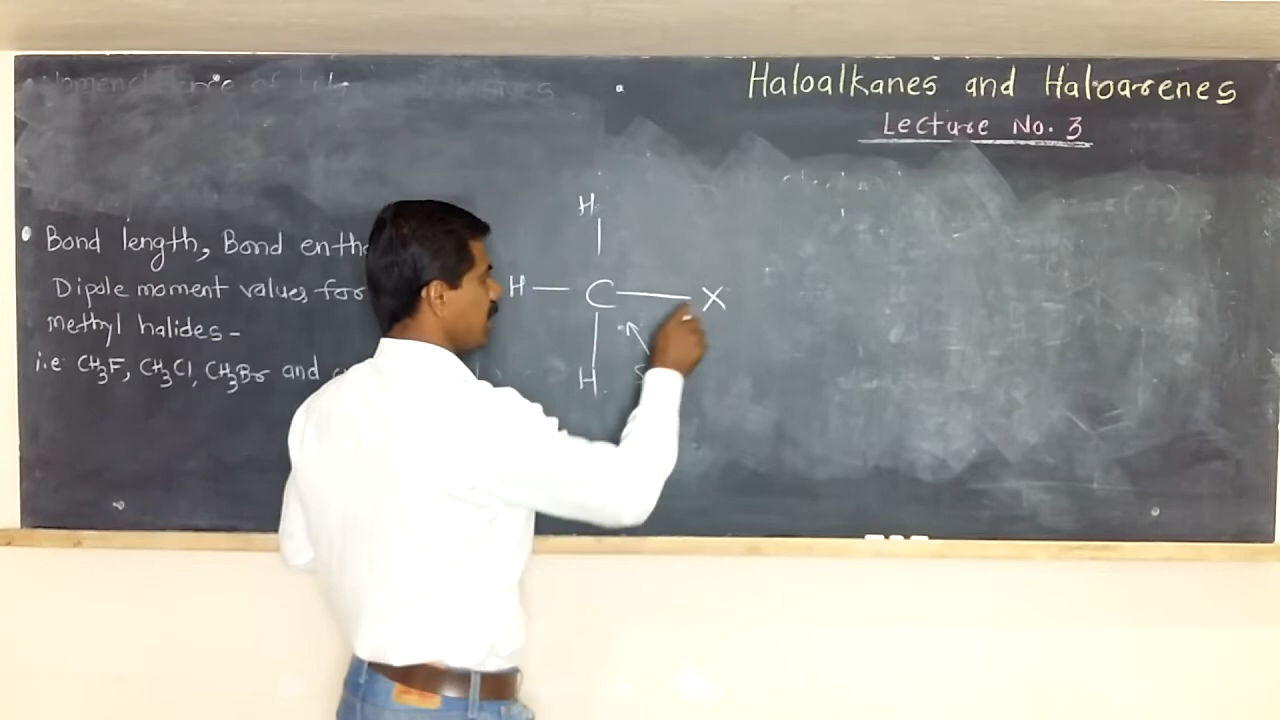 Haloalkanes and Haloarenes
Lecture No. 3
• Bond length, Bond
Dipole moment values for
methyl halides -
i.e CH3F, CH3Cl, CH3Br and
H
H — C — X
H